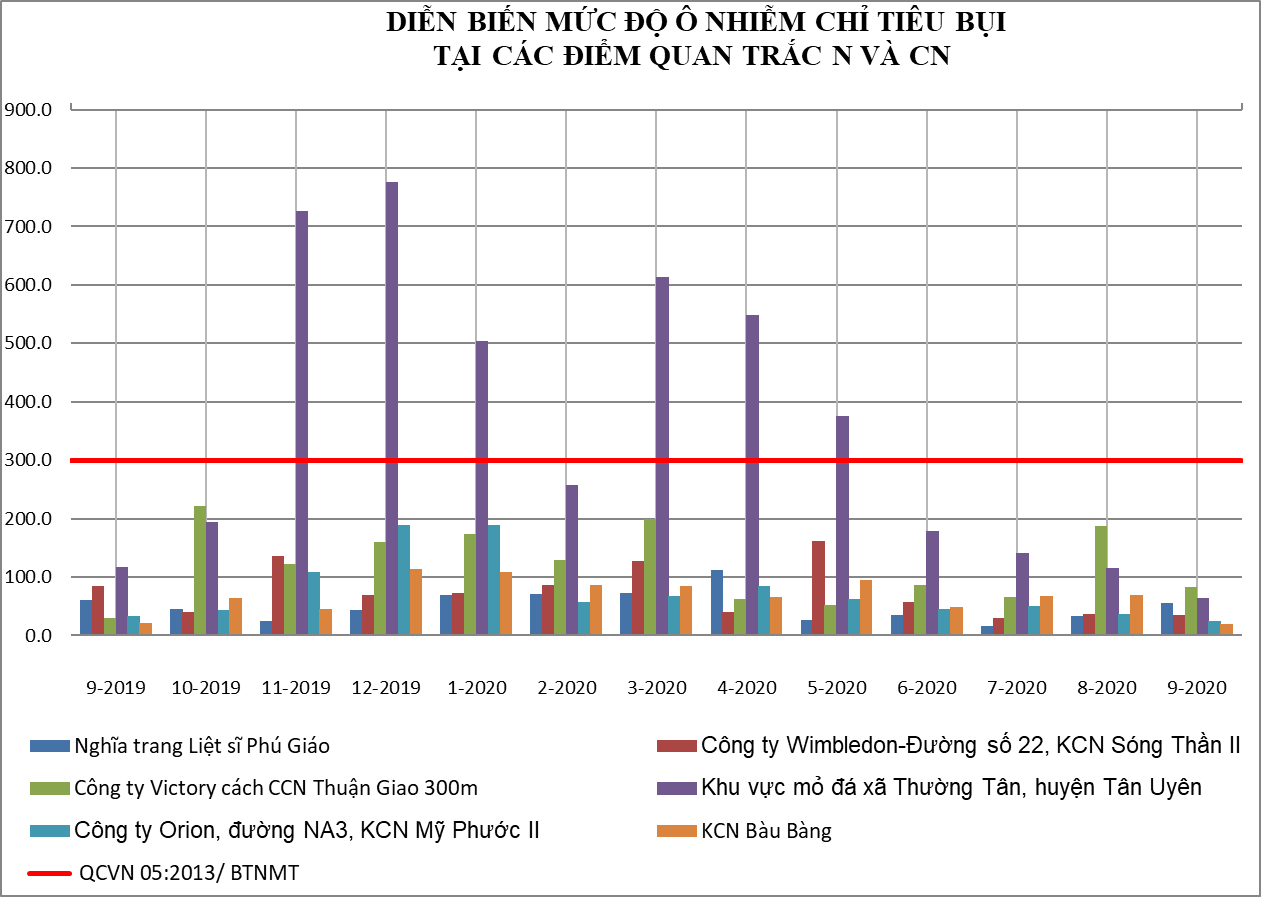 DIỄN BIẾN MỨC ĐỘ Ô NHIỄM CHỈ TIÊU BỤI
TẠI CÁC ĐIỂM QUAN TRẮC N VÀ CN
900.0
800.0
700.0
600.0
500.0
400.0
300.0
200.0
100.0
0.0
9-2019 10-2019 11-2019 12-2019 1-2020 2-2020 3-2020 4-2020 5-2020 6-2020 7-2020 8-2020 9-2020
Nghĩa trang Liệt sĩ Phú Giáo Công ty Wimbledon-Đường số 22, KCN Sóng Thần II
Công ty Victory cách CCN Thuận Giao 300m Khu vực mỏ đá xã Thường Tân, huyện Tân Uyên
Công ty Orion, đường NA3, KCN Mỹ Phước II KCN Bàu Bàng
QCVN 05:2013/ BTNMT